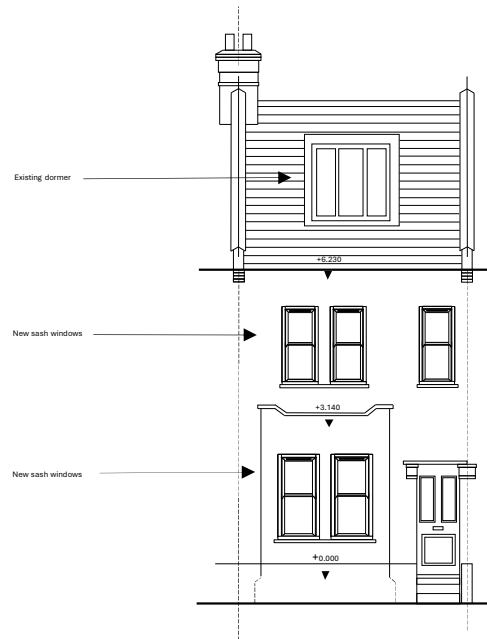 Existing dormer
+6.230
New sash windows
+3.140
New sash windows
+0.000